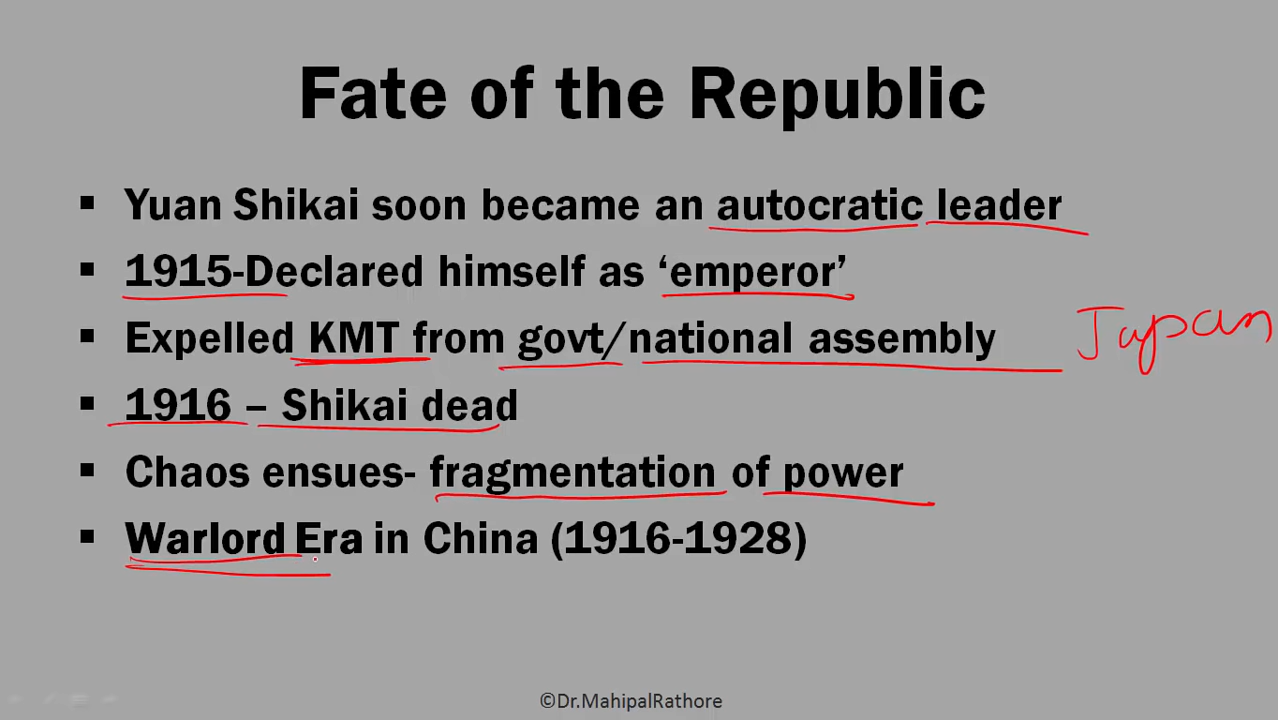 Fate of the Republic
▪ Yuan Shikai soon became an autocratic leader
▪ 1915-Declared himself as ‘emperor’
▪ Expelled KMT from govt/national assembly Japan
▪ 1916 – Shikai dead
▪ Chaos ensues- fragmentation of power
▪ Warlord Era in China (1916-1928)
©Dr.MahipalRathore